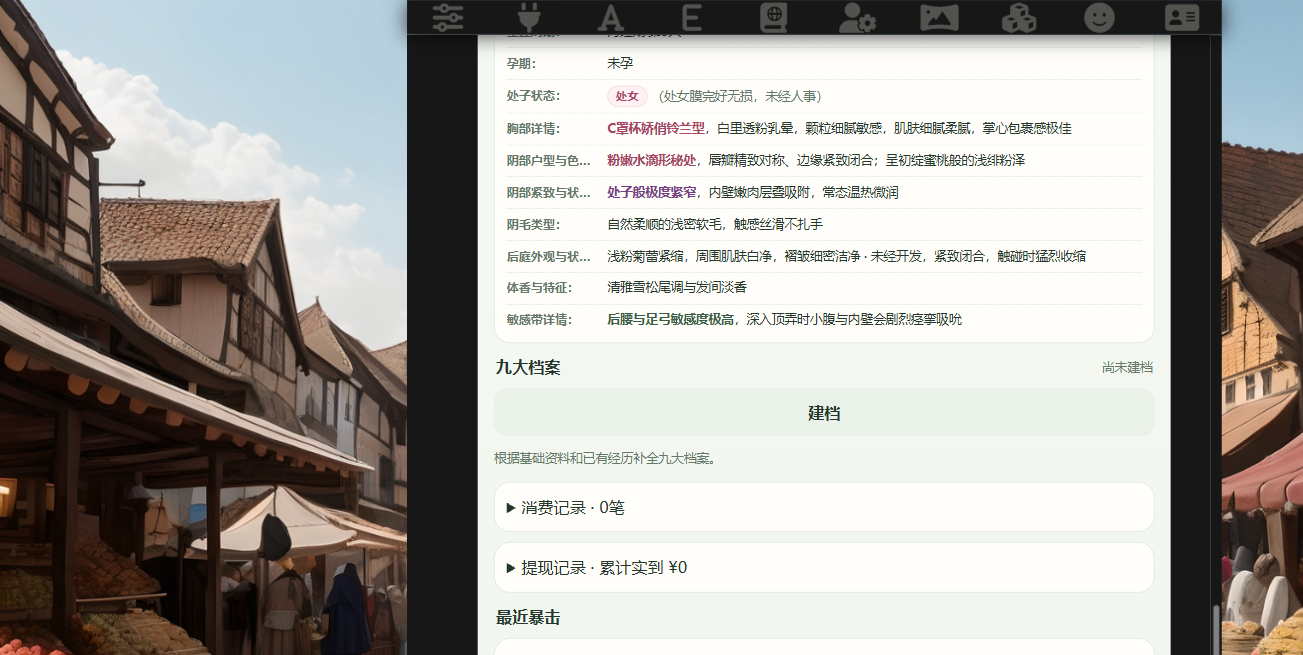 孕期： 未孕
处子状态： 处女 (处女膜完好无损，未经人事)
胸部详情： C罩杯娇俏铃兰型，白里透粉乳晕，颗粒细腻敏感，肌肤细腻柔腻，掌心包裹感极佳
阴部户型与色... 粉嫩水滴形秘处，唇瓣精致对称、边缘紧致闭合；呈初绽蜜桃般的浅绯粉泽
阴部紧致与状... 处子般极度紧窄，内壁嫩肉层叠吸附，常态温热微润
阴毛类型： 自然柔顺的浅密软毛，触感丝滑不扎手
后庭外观与状... 浅粉菊蕾紧缩，周围肌肤白净，褶皱细密洁净 · 未经开发，紧致闭合，触碰时猛烈收缩
体香与特征： 清雅雪松尾调与发间淡香
敏感带详情： 后腰与足弓敏感度极高，深入顶弄时小腹与内壁会剧烈痉挛吸吮
九大档案 尚未建档
建档
根据基础资料和已有经历补全九大档案。
▶ 消费记录 · 0笔
▶ 提现记录 · 累计实到 ¥0
最近暴击